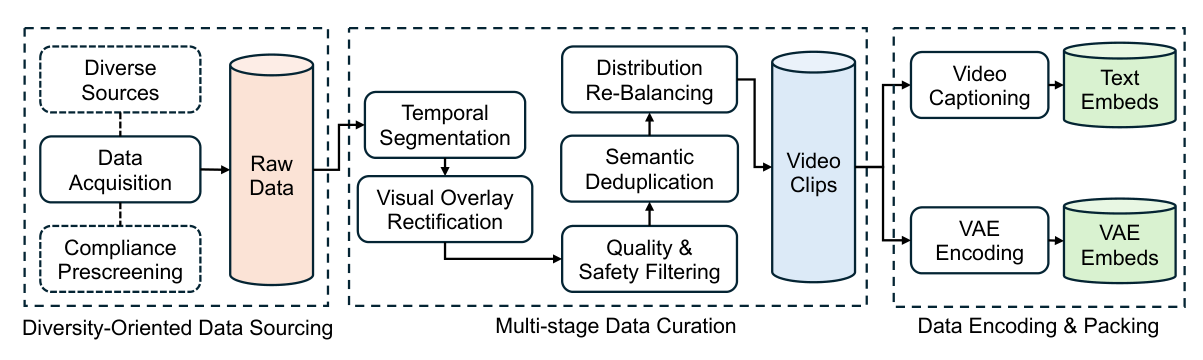 Diverse
Sources
Data
Acquisition
Compliance
Prescreening
Raw
Data
Diversity-Oriented Data Sourcing
Temporal
Segmentation
Visual Overlay
Rectification
Quality &
Safety Filtering
Semantic
Deduplication
Distribution
Re-Balancing
Video
Clips
Multi-stage Data Curation
Video
Captioning
Text
Embeds
VAE
Encoding
VAE
Embeds
Data Encoding & Packing